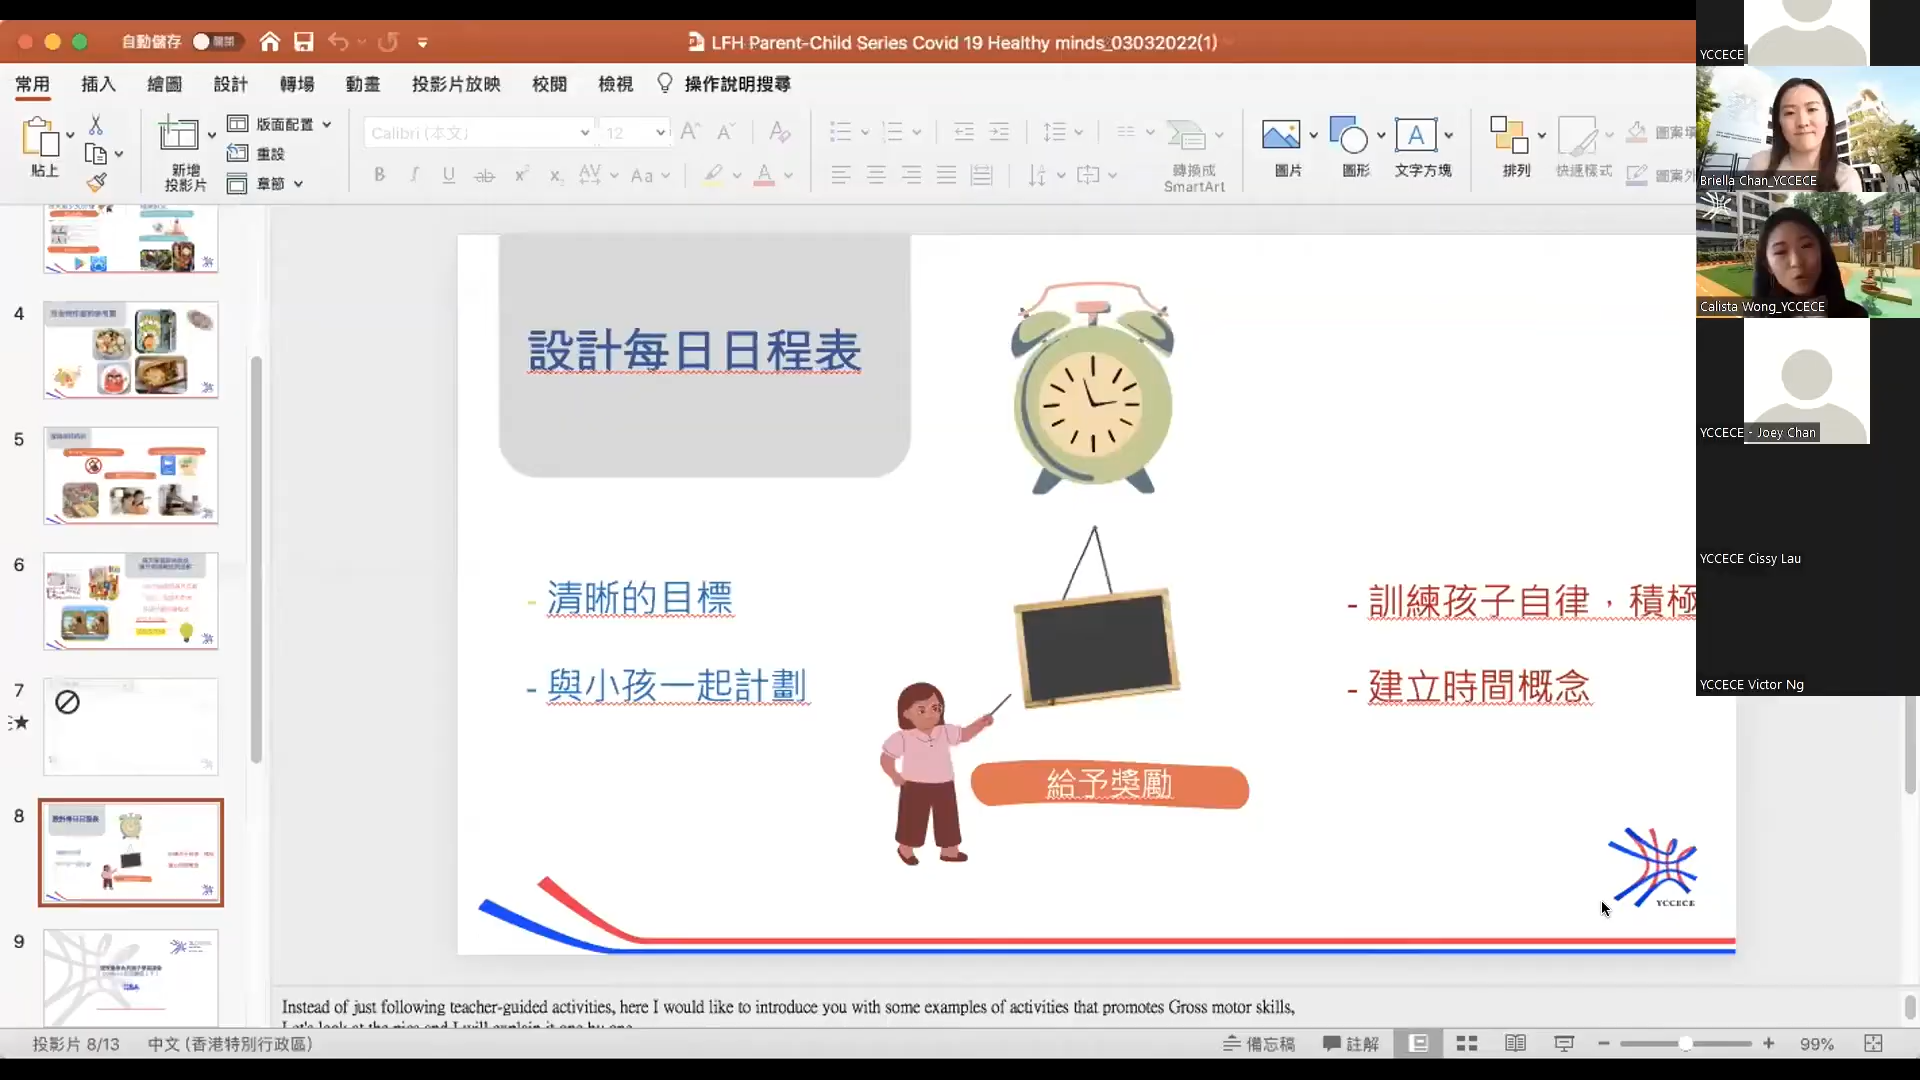 自動儲存
關閉
LFH Parent-Child Series Covid 19 Healthy minds_03032022(1)
常用 插入 繪圖 設計 轉場 動畫 投影片放映 校閱 檢視 操作說明搜尋
貼上
新增
投影片
版面配置
重設
章節
Calibri (本文)
12
轉換成
SmartArt
圖片
圖形
文字方塊
排列
快速樣式
4
5
6
7
8
9
設計每日日程表
- 清晰的目標
- 與小孩一起計劃
給予獎勵
- 訓練孩子自律，積極
- 建立時間概念
YCCECE
Instead of just following teacher-guided activities, here I would like to introduce you with some examples of activities that promotes Gross motor skills,
投影片 8/13
中文 (香港特別行政區)
備忘稿
註解
99%
YCCECE
Briella Chan_YCCECE
Calista Wong_YCCECE
YCCECE - Joey Chan
YCCECE Cissy Lau
YCCECE Victor Ng